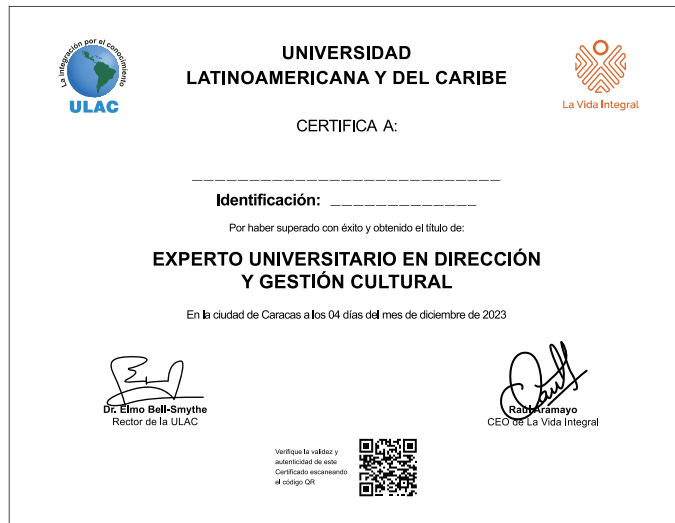 La integración por el conocimiento
ULAC
UNIVERSIDAD
LATINOAMERICANA Y DEL CARIBE
La Vida Integral
CERTIFICA A:
Identificación:
Por haber superado con éxito y obtenido el título de:
EXPERTO UNIVERSITARIO EN DIRECCIÓN
Y GESTIÓN CULTURAL
En la ciudad de Caracas a los 04 días del mes de diciembre de 2023
Dr. Elmo Bell-Smythe
Rector de la ULAC
Raúl Aramayo
CEO de La Vida Integral
Verifique la validez y
autenticidad de este
Certificado escaneando
el código QR